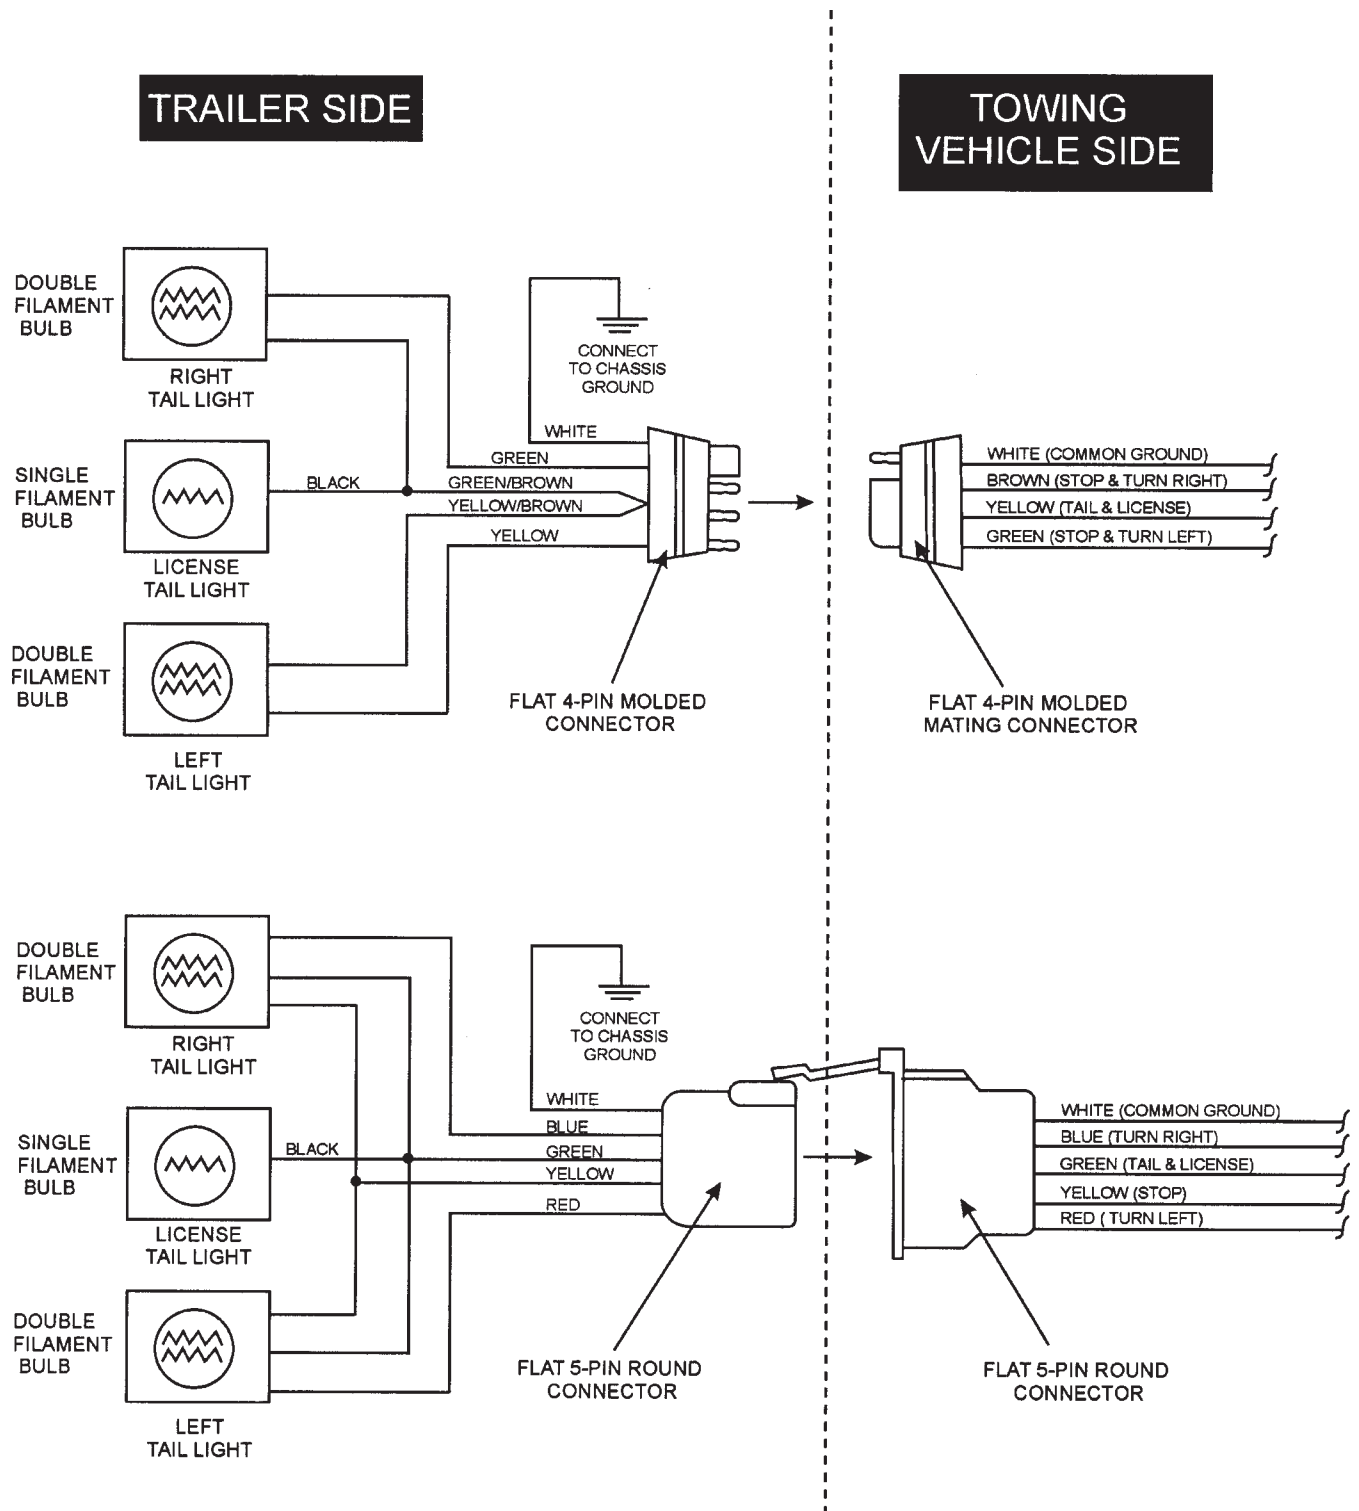 TRAILER SIDE
TOWING
VEHICLE SIDE
DOUBLE
FILAMENT
BULB
RIGHT
TAIL LIGHT
CONNECT
TO CHASSIS
GROUND
SINGLE
FILAMENT
BULB
BLACK
LICENSE
TAIL LIGHT
WHITE
GREEN
GREEN/BROWN
YELLOW/BROWN
YELLOW
WHITE (COMMON GROUND)
BROWN (STOP & TURN RIGHT)
YELLOW (TAIL & LICENSE)
GREEN (STOP & TURN LEFT)
DOUBLE
FILAMENT
BULB
LEFT
TAIL LIGHT
FLAT 4-PIN MOLDED
CONNECTOR
FLAT 4-PIN MOLDED
MATING CONNECTOR
DOUBLE
FILAMENT
BULB
RIGHT
TAIL LIGHT
CONNECT
TO CHASSIS
GROUND
SINGLE
FILAMENT
BULB
BLACK
LICENSE
TAIL LIGHT
WHITE
BLUE
GREEN
YELLOW
RED
WHITE (COMMON GROUND)
BLUE (TURN RIGHT)
GREEN (TAIL & LICENSE)
YELLOW (STOP)
RED ( TURN LEFT)
DOUBLE
FILAMENT
BULB
LEFT
TAIL LIGHT
FLAT 5-PIN ROUND
CONNECTOR
FLAT 5-PIN ROUND
CONNECTOR